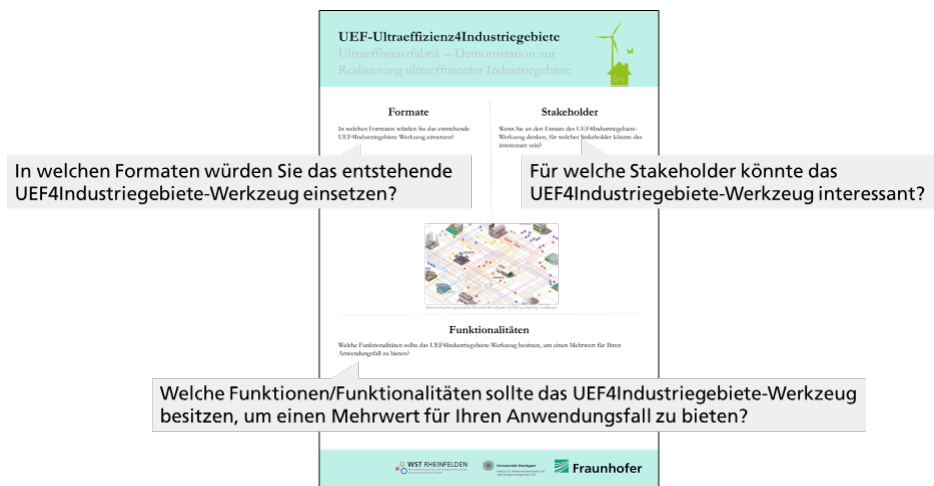 UEF-Ultraeffizienz4Industriegebiete
Ultraeffizienzfabrik – Demonstration zur
Realisierung ultraeffizienter Industriegebiete
Formate
In welchen Formaten würden Sie das entstehende
UEF4Industriegebiete-Werkzeug einsetzen?
Stakeholder
Wenn Sie an den Einsatz des UEF4Industriegebiete-
Werkzeug denken, für welches Stakeholder könnte das
interessant sein?
In welchen Formaten würden Sie das entstehende
UEF4Industriegebiete-Werkzeug einsetzen?
Für welche Stakeholder könnte das
UEF4Industriegebiete-Werkzeug interessant?
Funktionalitäten
Welche Funktionalitäten sollte das UEF4Industriegebiete-Werkzeug besitzen, um einen Mehrwert für Ihren
Anwendungsfall zu bieten?
Welche Funktionen/Funktionalitäten sollte das UEF4Industriegebiete-Werkzeug
besitzen, um einen Mehrwert für Ihren Anwendungsfall zu bieten?
WST RHEINFELDEN
Universität Stuttgart
Fraunhofer